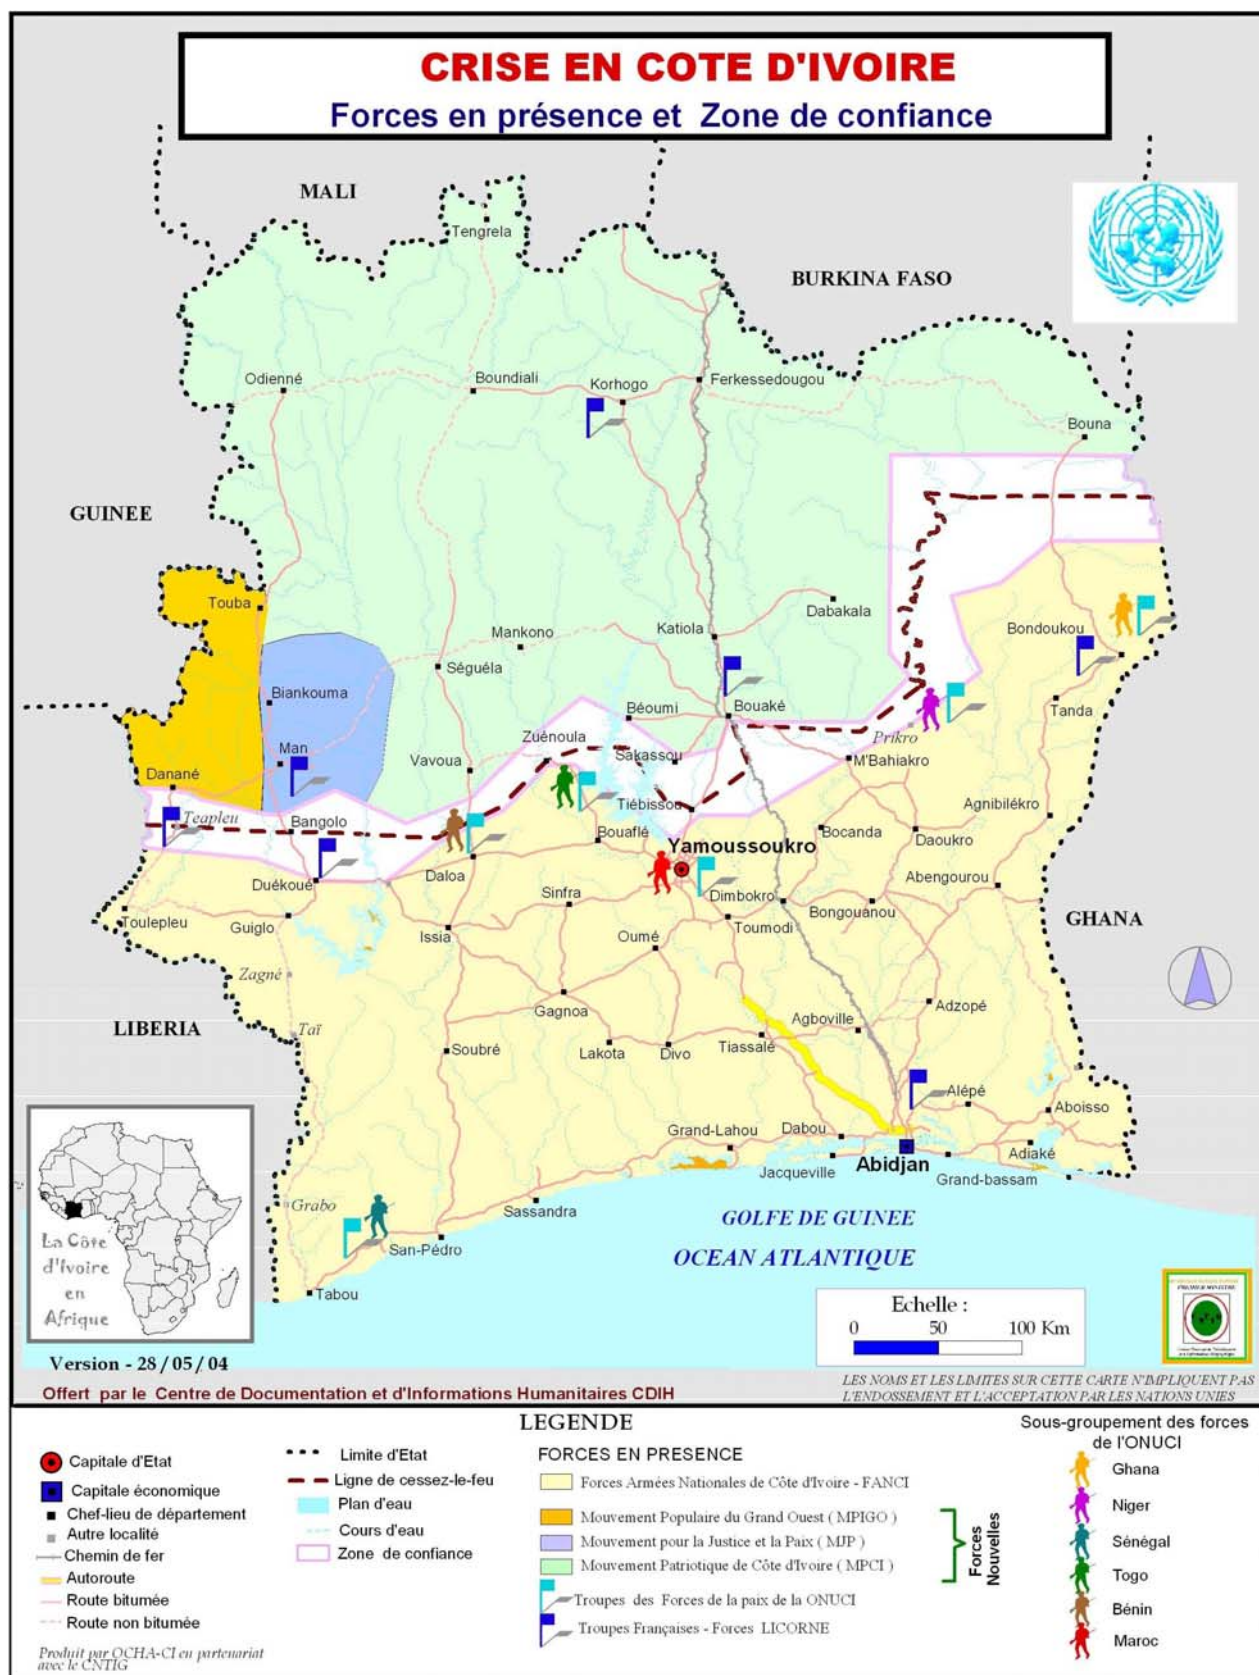 CRISE EN COTE D'IVOIRE
Forces en présence et Zone de confiance
MALI
Tengrela
BURKINA FASO
Odienné
Boundiali
Korhogo
Ferkessedougou
Bouna
GUINEE
Touba
Dabakala
Mankono
Katiola
Bondoukou
Séguéla
Biankouma
Béoumi
Bouaké
Tanda
Zuénoula
Prikro
Man
Vavoua
Sakassou
M'Bahiakro
Danané
Tiébissou
Agnibilékro
Teapleu
Bangolo
Bouaflé
Bocanda
Daoukro
Yamoussoukro
Duékoué
Daloa
Sinfra
Dimbokro
Abengourou
Toulepleu
Guiglo
Issia
Oumé
Toumodi
Bongouanou
GHANA
Zagné
Gagnoa
Adzopé
LIBERIA
Taï
Agboville
Soubré
Lakota
Divo
Tiassalé
Alépé
Aboisso
Grand-Lahou
Dabou
Adiaké
Jacqueville
Abidjan
Grand-bassam
Grabo
Sassandra
GOLFE DE GUINEE
San-Pédro
OCEAN ATLANTIQUE
Tabou
La Côte
d'Ivoire
en
Afrique
Echelle :
0 50 100 Km
Version - 28/05/04
Offert par le Centre de Documentation et d'Informations Humanitaires CDIH
LES NOMS ET LES LIMITES SUR CETTE CARTE N'IMPLIQUENT PAS
L'ENDOSSEMENT ET L'ACCEPTATION PAR LES NATIONS UNIES
LEGENDE
Capitale d'Etat
Capitale économique
Chef-lieu de département
Autre localité
Chemin de fer
Autoroute
Route bitumée
Route non bitumée
Produit par OCHA-CI en partenariat
avec le CNTIG
Limite d'Etat
Ligne de cessez-le-feu
Plan d'eau
Cours d'eau
Zone de confiance
FORCES EN PRESENCE
Forces Armées Nationales de Côte d'Ivoire - FANCI
Mouvement Populaire du Grand Ouest ( MPIGO )
Mouvement pour la Justice et la Paix ( MJP )
Mouvement Patriotique de Côte d'Ivoire ( MPCI )
Troupes des Forces de la paix de la ONUCI
Troupes Françaises - Forces LICORNE
Forces
Nouvelles
Sous-groupement des forces
de l'ONUCI
Ghana
Niger
Sénégal
Togo
Bénin
Maroc